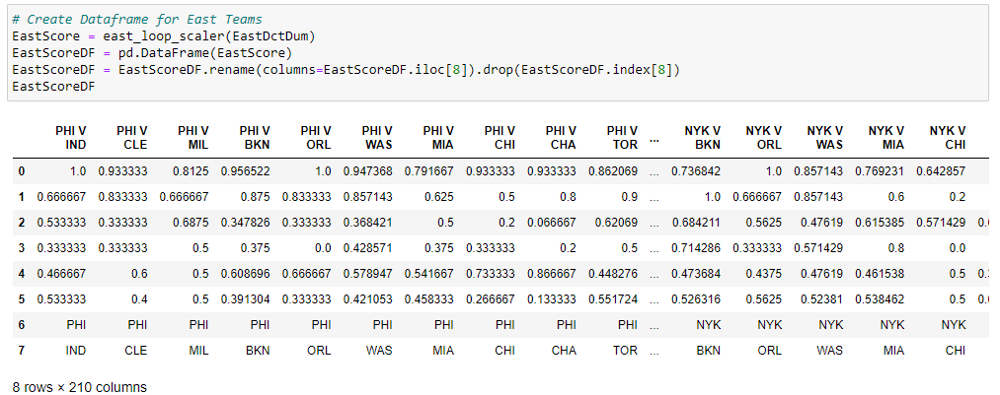 # Create Dataframe for East Teams
EastScore = east_loop_scaler(EastDctDum)
EastScoreDF = pd.DataFrame(EastScore)
EastScoreDF = EastScoreDF.rename(columns=EastScoreDF.iloc[8]).drop(EastScoreDF.index[8])
EastScoreDF
PHI V PHI V PHI V PHI V PHI V PHI V PHI V PHI V PHI V PHI V ... NYK V NYK V NYK V NYK V NYK V
IND CLE MIL BKN ORL WAS MIA CHI CHA TOR BKN ORL WAS MIA CHI
0 1.0 0.933333 0.8125 0.956522 1.0 0.947368 0.791667 0.933333 0.933333 0.862069 ... 0.736842 1.0 0.857143 0.769231 0.642857
1 0.666667 0.833333 0.666667 0.875 0.833333 0.857143 0.625 0.5 0.8 0.9 ... 1.0 0.666667 0.857143 0.6 0.2
2 0.533333 0.333333 0.6875 0.347826 0.333333 0.368421 0.5 0.2 0.066667 0.62069 ... 0.684211 0.5625 0.47619 0.615385 0.571429 0.
3 0.333333 0.333333 0.5 0.375 0.0 0.428571 0.375 0.333333 0.2 0.5 ... 0.714286 0.333333 0.571429 0.8 0.0
4 0.466667 0.6 0.5 0.608696 0.666667 0.578947 0.541667 0.733333 0.866667 0.448276 ... 0.473684 0.4375 0.47619 0.461538 0.5 0.
5 0.533333 0.4 0.5 0.391304 0.333333 0.421053 0.458333 0.266667 0.133333 0.551724 ... 0.526316 0.5625 0.52381 0.538462 0.5 0.
6 PHI PHI PHI PHI PHI PHI PHI PHI PHI PHI ... NYK NYK NYK NYK NYK
7 IND CLE MIL BKN ORL WAS MIA CHI CHA TOR ... BKN ORL WAS MIA CHI
8 rows × 210 columns